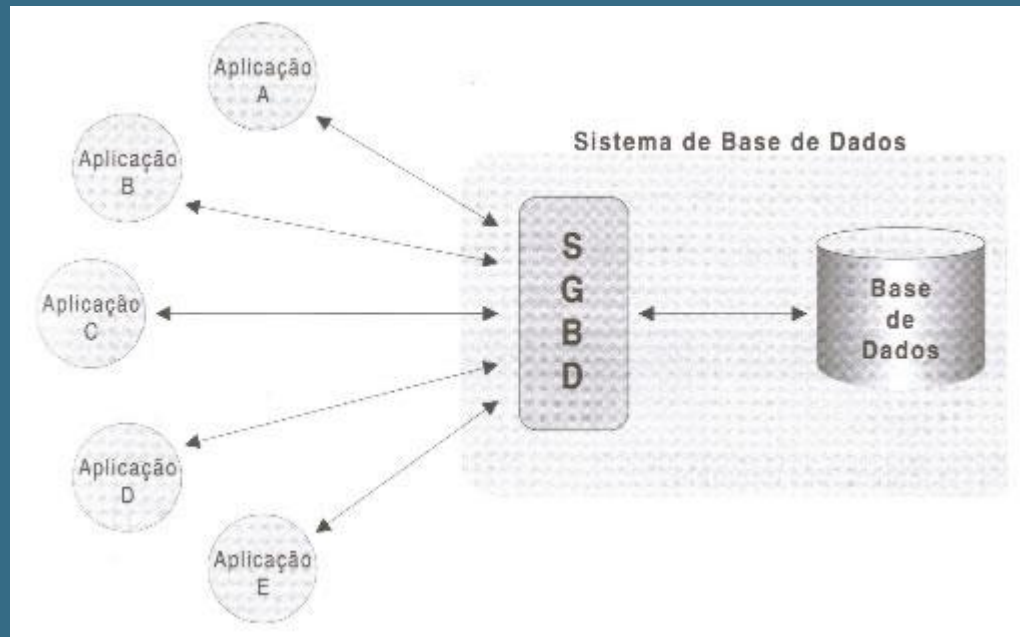 Aplicação
A
Aplicação
B
Aplicação
C
Aplicação
D
Aplicação
E
Sistema de Base de Dados
S
G
B
D
Base
de
Dados